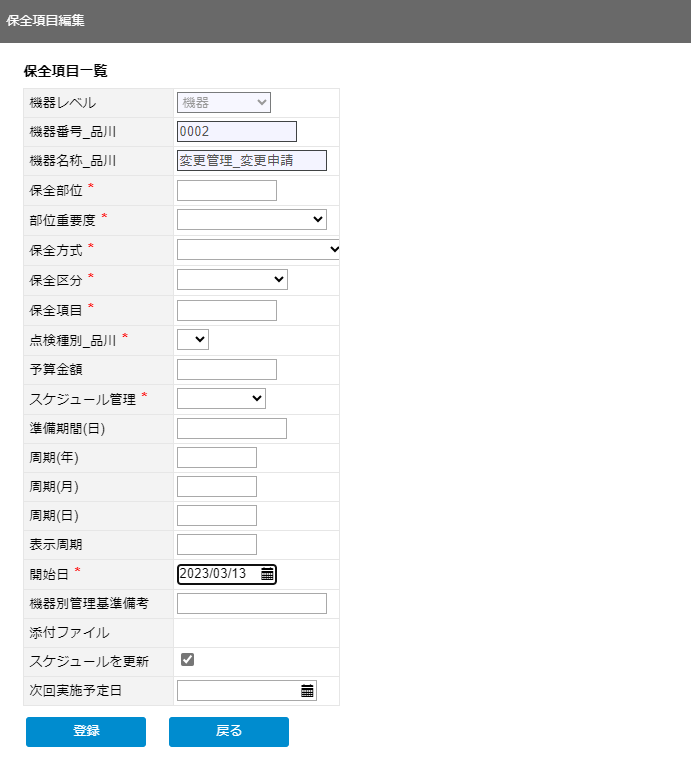 保全項目編集
保全項目一覧
機器レベル 機器
機器番号_品川 0002
機器名称_品川 変更管理_変更申請
保全部位 *
部位重要度 *
保全方式 *
保全区分 *
保全項目 *
点検種別_品川 *
予算金額
スケジュール管理 *
準備期間(日)
周期(年)
周期(月)
周期(日)
表示周期
開始日 * 2023/03/13
機器別管理基準備考
添付ファイル
スケジュールを更新
次回実施予定日
登録 戻る